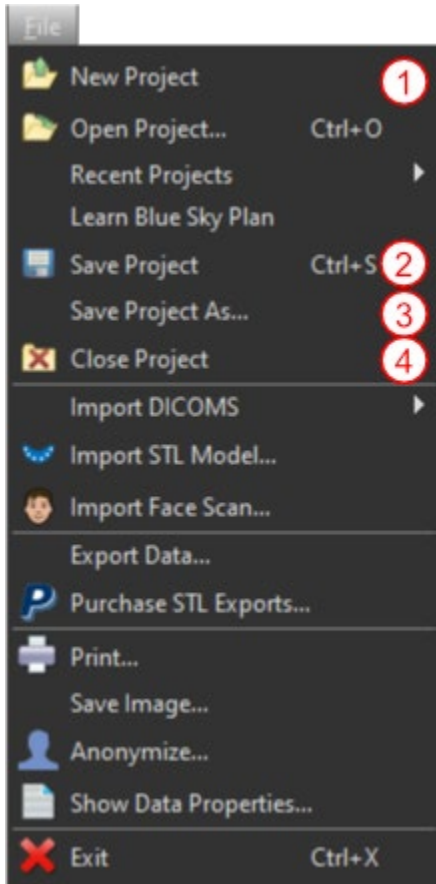 File
New Project 1
Open Project... Ctrl+O
Recent Projects
Learn Blue Sky Plan
Save Project Ctrl+S 2
Save Project As... 3
Close Project 4
Import DICOMS
Import STL Model...
Import Face Scan...
Export Data...
Purchase STL Exports...
Print...
Save Image...
Anonymize...
Show Data Properties...
Exit Ctrl+X